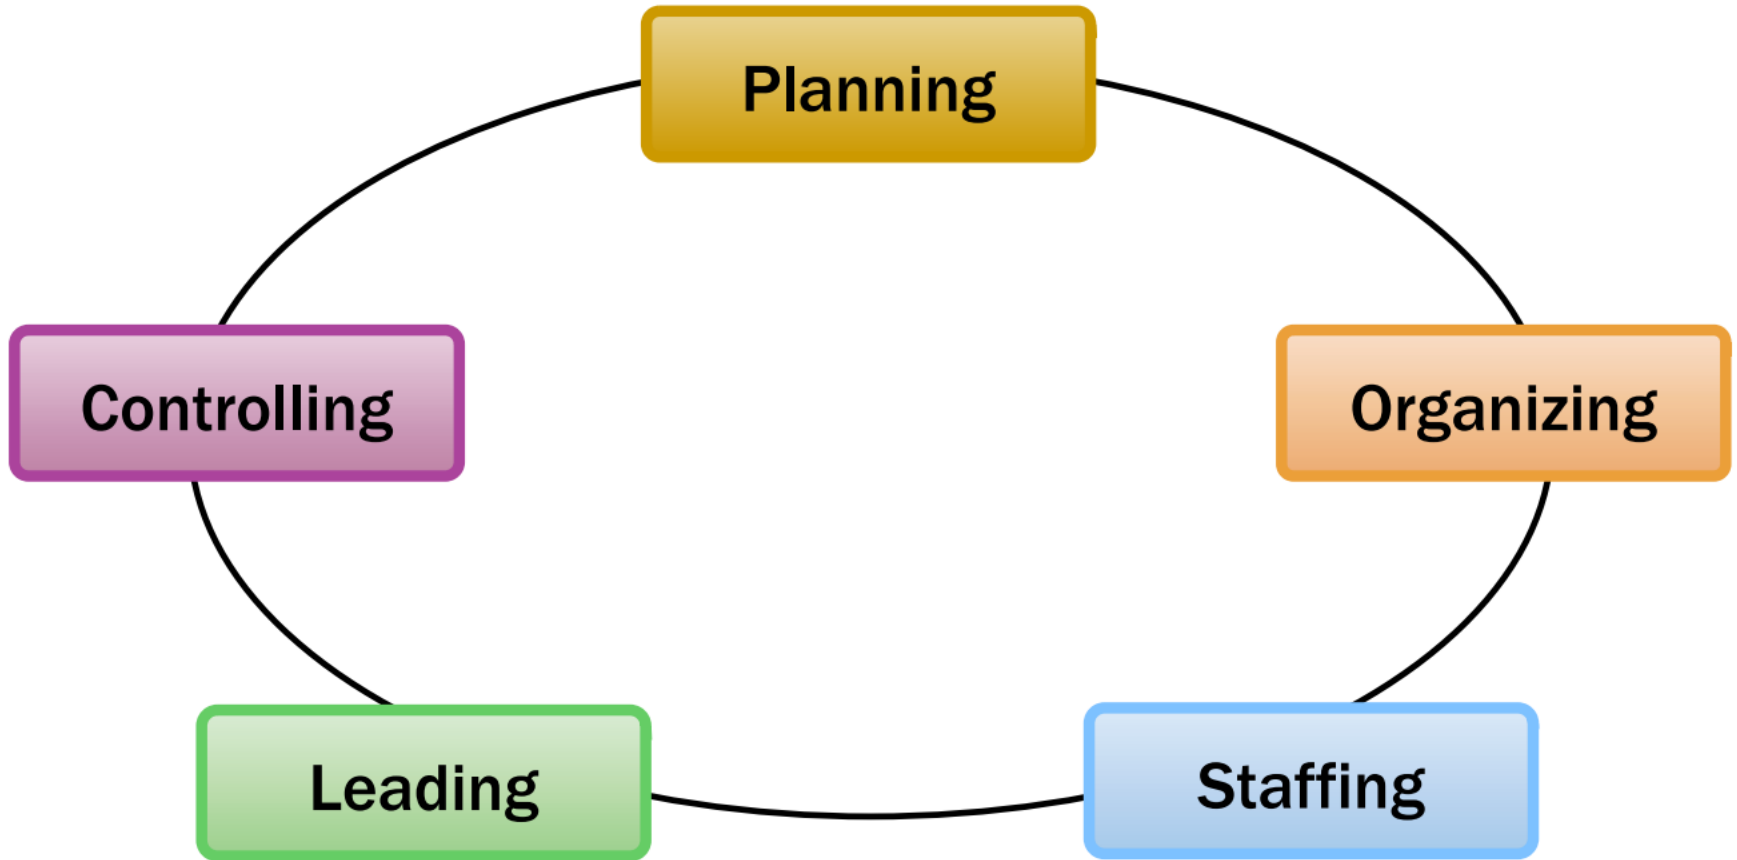 Planning
Organizing
Staffing
Leading
Controlling